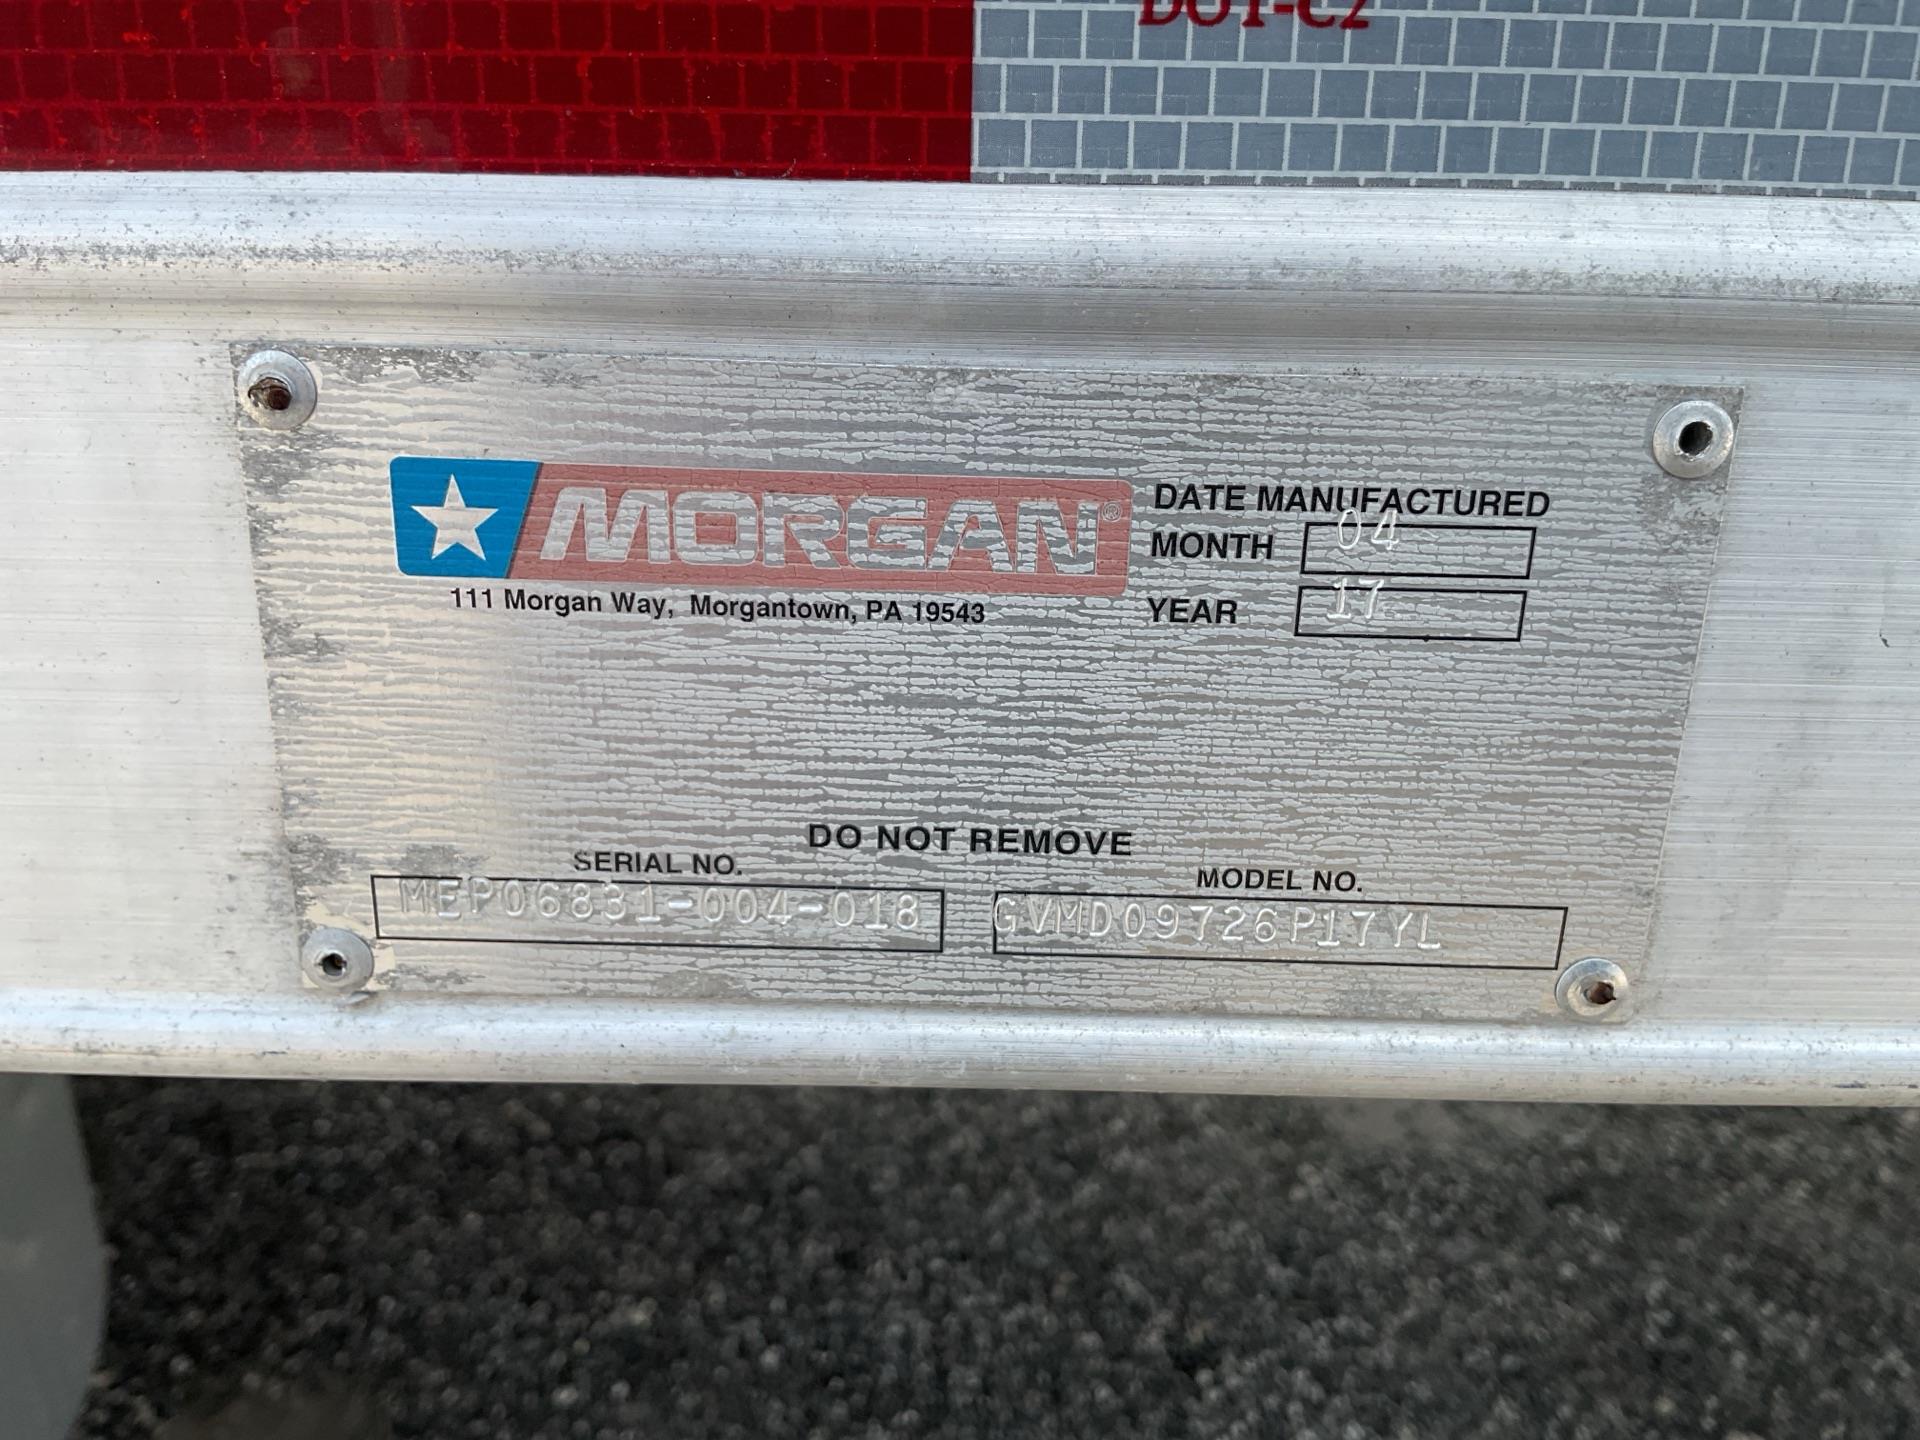 DOT-C2
MORGAN®
111 Morgan Way, Morgantown, PA 19543
DATE MANUFACTURED
MONTH 04
YEAR 17
DO NOT REMOVE
SERIAL NO.
MEP06831-004-018
MODEL NO.
GVMD09726P17YL